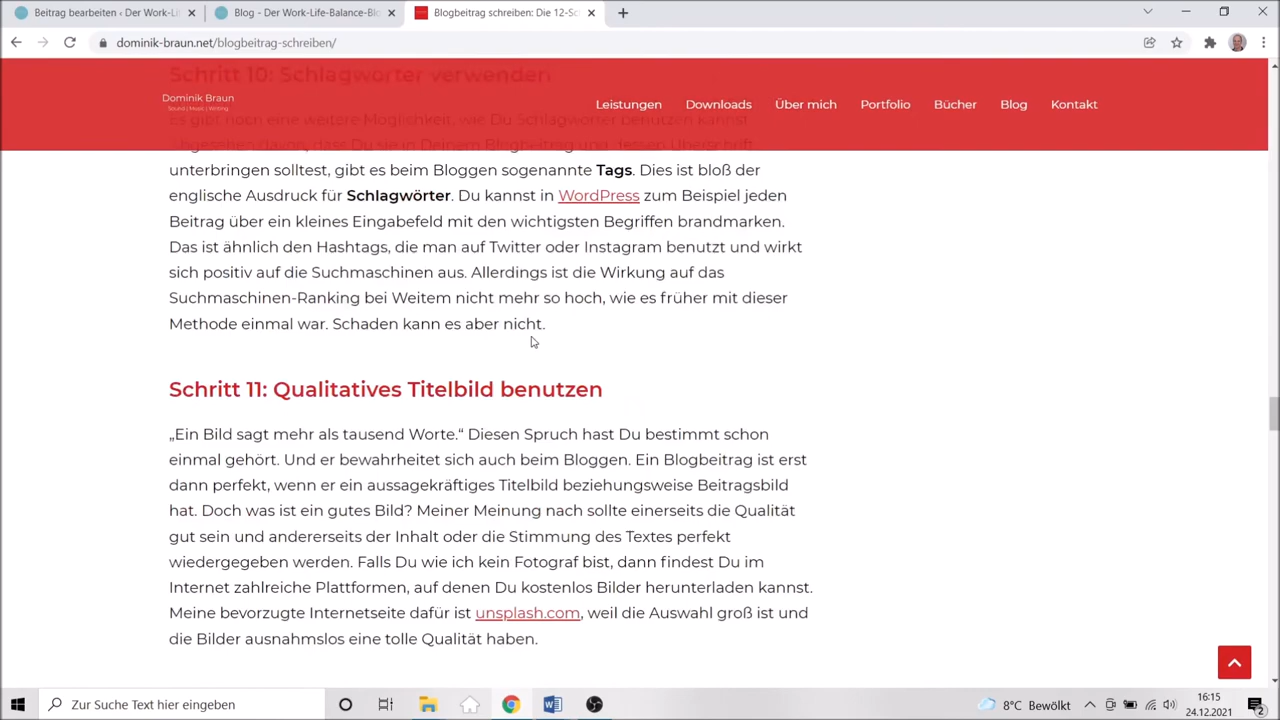 Beitrag bearbeiten ‹ Der Work-Li
Blog - Der Work-Life-Balance-Blo
Blogbeitrag schreiben: Die 12-Sc
dominik-braun.net/blogbeitrag-schreiben/
Schritt 10: Schlagwörter verwenden
Dominik Braun
Sound | Music | Writing
Leistungen
Downloads
Über mich
Portfolio
Bücher
Blog
Kontakt
Es gibt noch eine weitere Möglichkeit, wie Du Schlagwörter benutzen kannst
abgesehen davon, dass Du sie in Deinem Blogbeitrag und dessen Überschrift
unterbringen solltest, gibt es beim Bloggen sogenannte Tags. Dies ist bloß der
englische Ausdruck für Schlagwörter. Du kannst in WordPress zum Beispiel jeden
Beitrag über ein kleines Eingabefeld mit den wichtigsten Begriffen brandmarken.
Das ist ähnlich den Hashtags, die man auf Twitter oder Instagram benutzt und wirkt
sich positiv auf die Suchmaschinen aus. Allerdings ist die Wirkung auf das
Suchmaschinen-Ranking bei Weitem nicht mehr so hoch, wie es früher mit dieser
Methode einmal war. Schaden kann es aber nicht.
Schritt 11: Qualitatives Titelbild benutzen
„Ein Bild sagt mehr als tausend Worte.“ Diesen Spruch hast Du bestimmt schon
einmal gehört. Und er bewahrheitet sich auch beim Bloggen. Ein Blogbeitrag ist erst
dann perfekt, wenn er ein aussagekräftiges Titelbild beziehungsweise Beitragsbild
hat. Doch was ist ein gutes Bild? Meiner Meinung nach sollte einerseits die Qualität
gut sein und andererseits der Inhalt oder die Stimmung des Textes perfekt
wiedergegeben werden. Falls Du wie ich kein Fotograf bist, dann findest Du im
Internet zahlreiche Plattformen, auf denen Du kostenlos Bilder herunterladen kannst.
Meine bevorzugte Internetseite dafür ist unsplash.com, weil die Auswahl groß ist und
die Bilder ausnahmslos eine tolle Qualität haben.
Zur Suche Text hier eingeben
8°C Bewölkt
16:15
24.12.2021
2